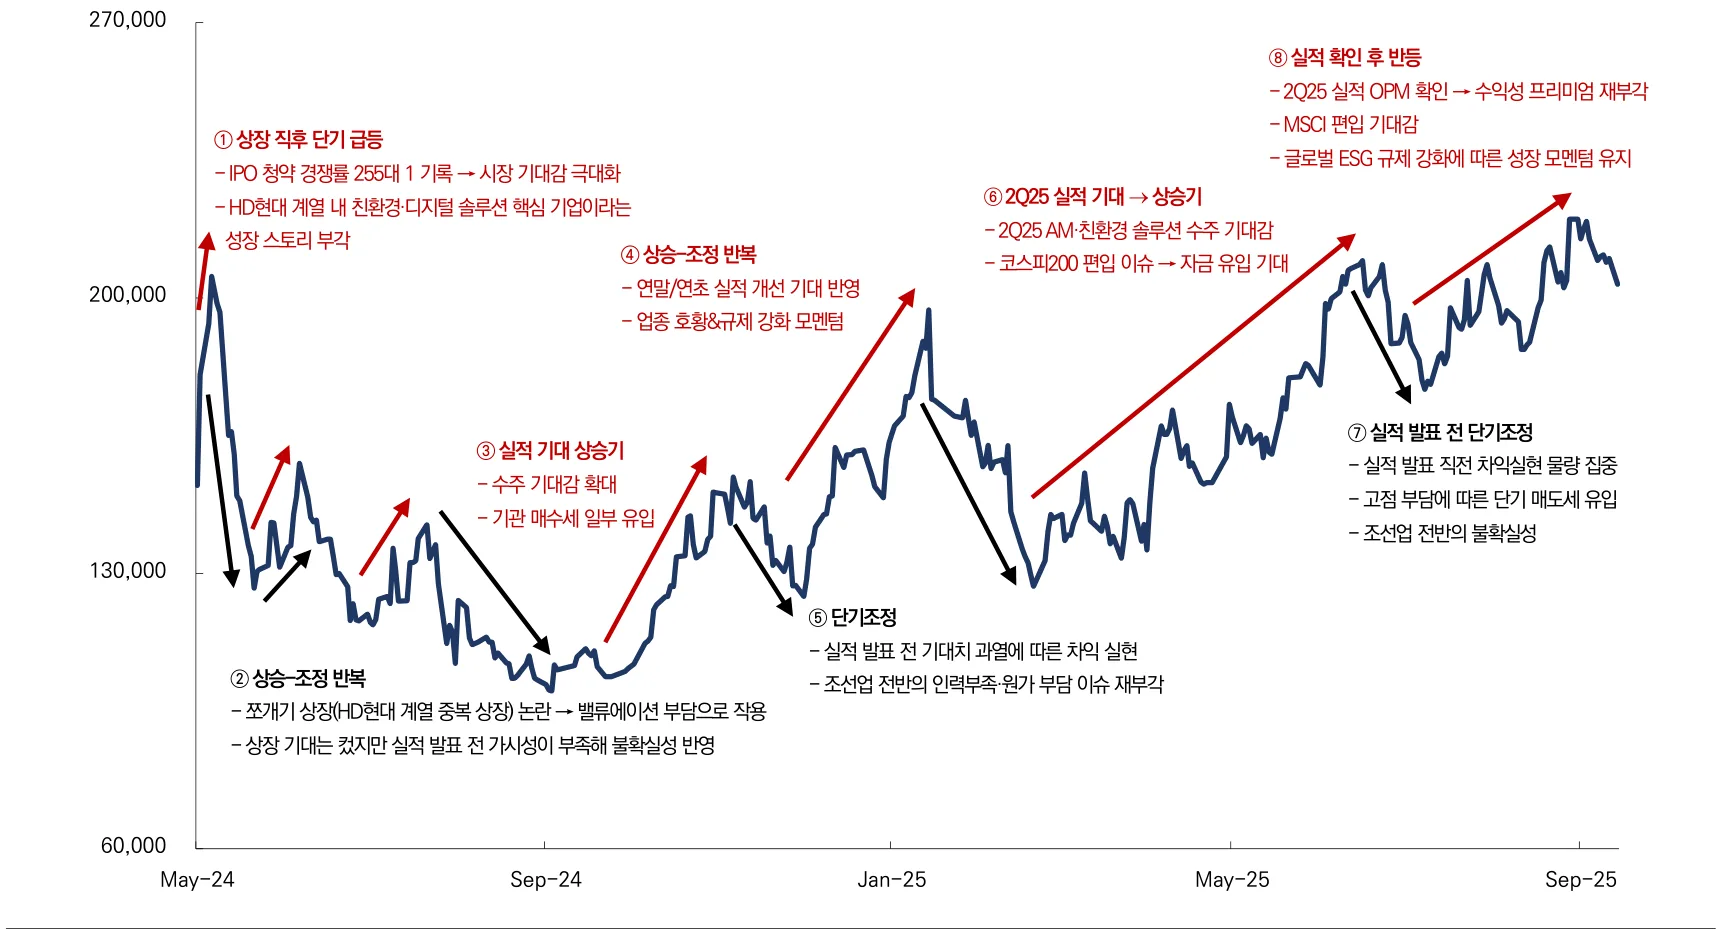 270,000
200,000
130,000
60,000
① 상장 직후 단기 급등
– IPO 청약 경쟁률 255대 1 기록 → 시장 기대감 극대화
– HD현대 계열 내 친환경·디지털 솔루션 핵심 기업이라는
성장 스토리 부각
② 상승–조정 반복
– 쪼개기 상장(HD현대 계열 중복 상장) 논란 → 밸류에이션 부담으로 작용
– 상장 기대는 컸지만 실적 발표 전 가시성이 부족해 불확실성 반영
③ 실적 기대 상승기
– 수주 기대감 확대
– 기관 매수세 일부 유입
④ 상승–조정 반복
– 연말/연초 실적 개선 기대 반영
– 업종 호황&규제 강화 모멘텀
⑤ 단기조정
– 실적 발표 전 기대치 과열에 따른 차익 실현
– 조선업 전반의 인력부족·원가 부담 이슈 재부각
⑥ 2Q25 실적 기대 → 상승기
– 2Q25 AM·친환경 솔루션 수주 기대감
– 코스피200 편입 이슈 → 자금 유입 기대
⑦ 실적 발표 전 단기조정
– 실적 발표 직전 차익실현 물량 집중
– 고점 부담에 따른 단기 매도세 유입
– 조선업 전반의 불확실성
⑧ 실적 확인 후 반등
– 2Q25 실적 OPM 확인 → 수익성 프리미엄 재부각
– MSCI 편입 기대감
– 글로벌 ESG 규제 강화에 따른 성장 모멘텀 유지
May–24
Sep–24
Jan–25
May–25
Sep–25